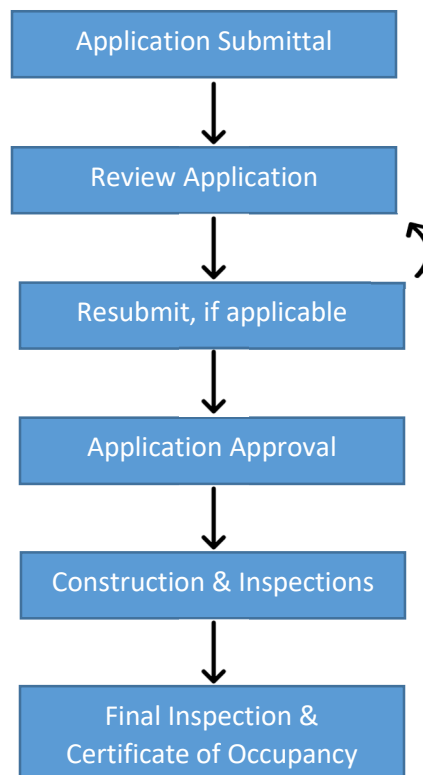 Application Submittal
Review Application
Resubmit, if applicable
Application Approval
Construction & Inspections
Final Inspection &
Certificate of Occupancy